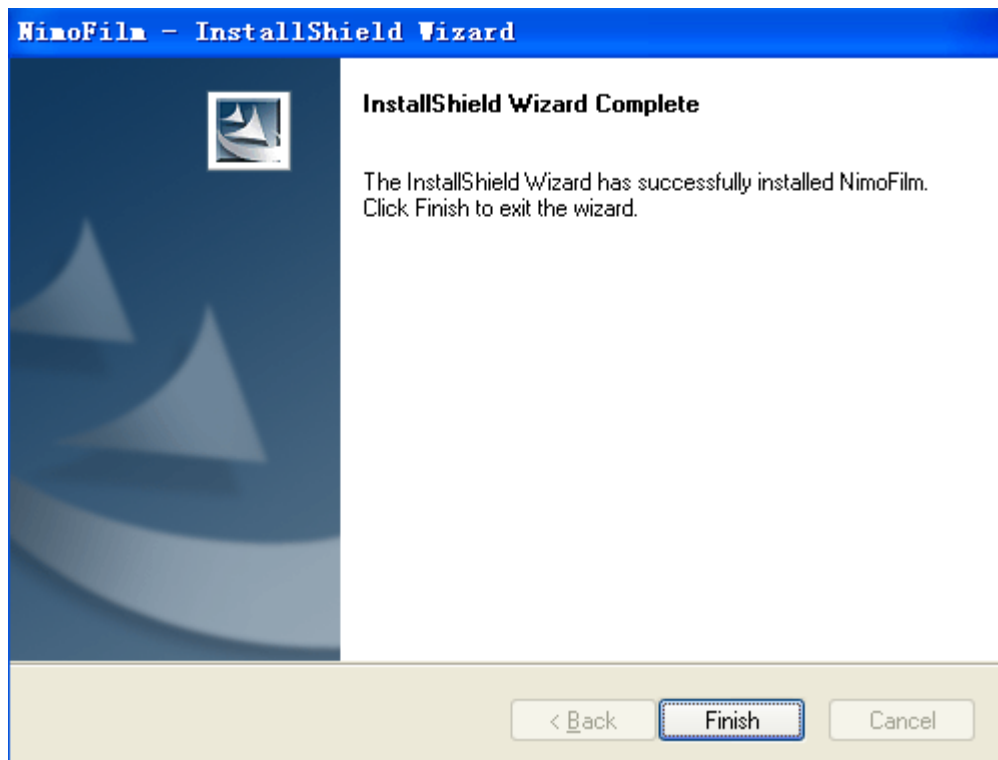 NimoFilm - InstallShield Wizard
InstallShield Wizard Complete
The InstallShield Wizard has successfully installed NimoFilm.
Click Finish to exit the wizard.
< Back
Finish
Cancel